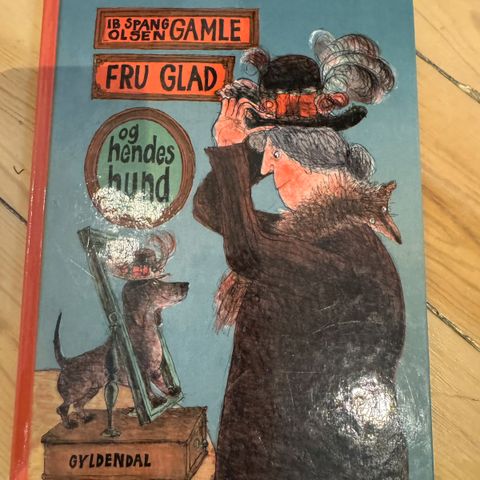 IB SPANG
OLSEN GAMLE
FRU GLAD
og
hendes
hund
GYLDENDAL